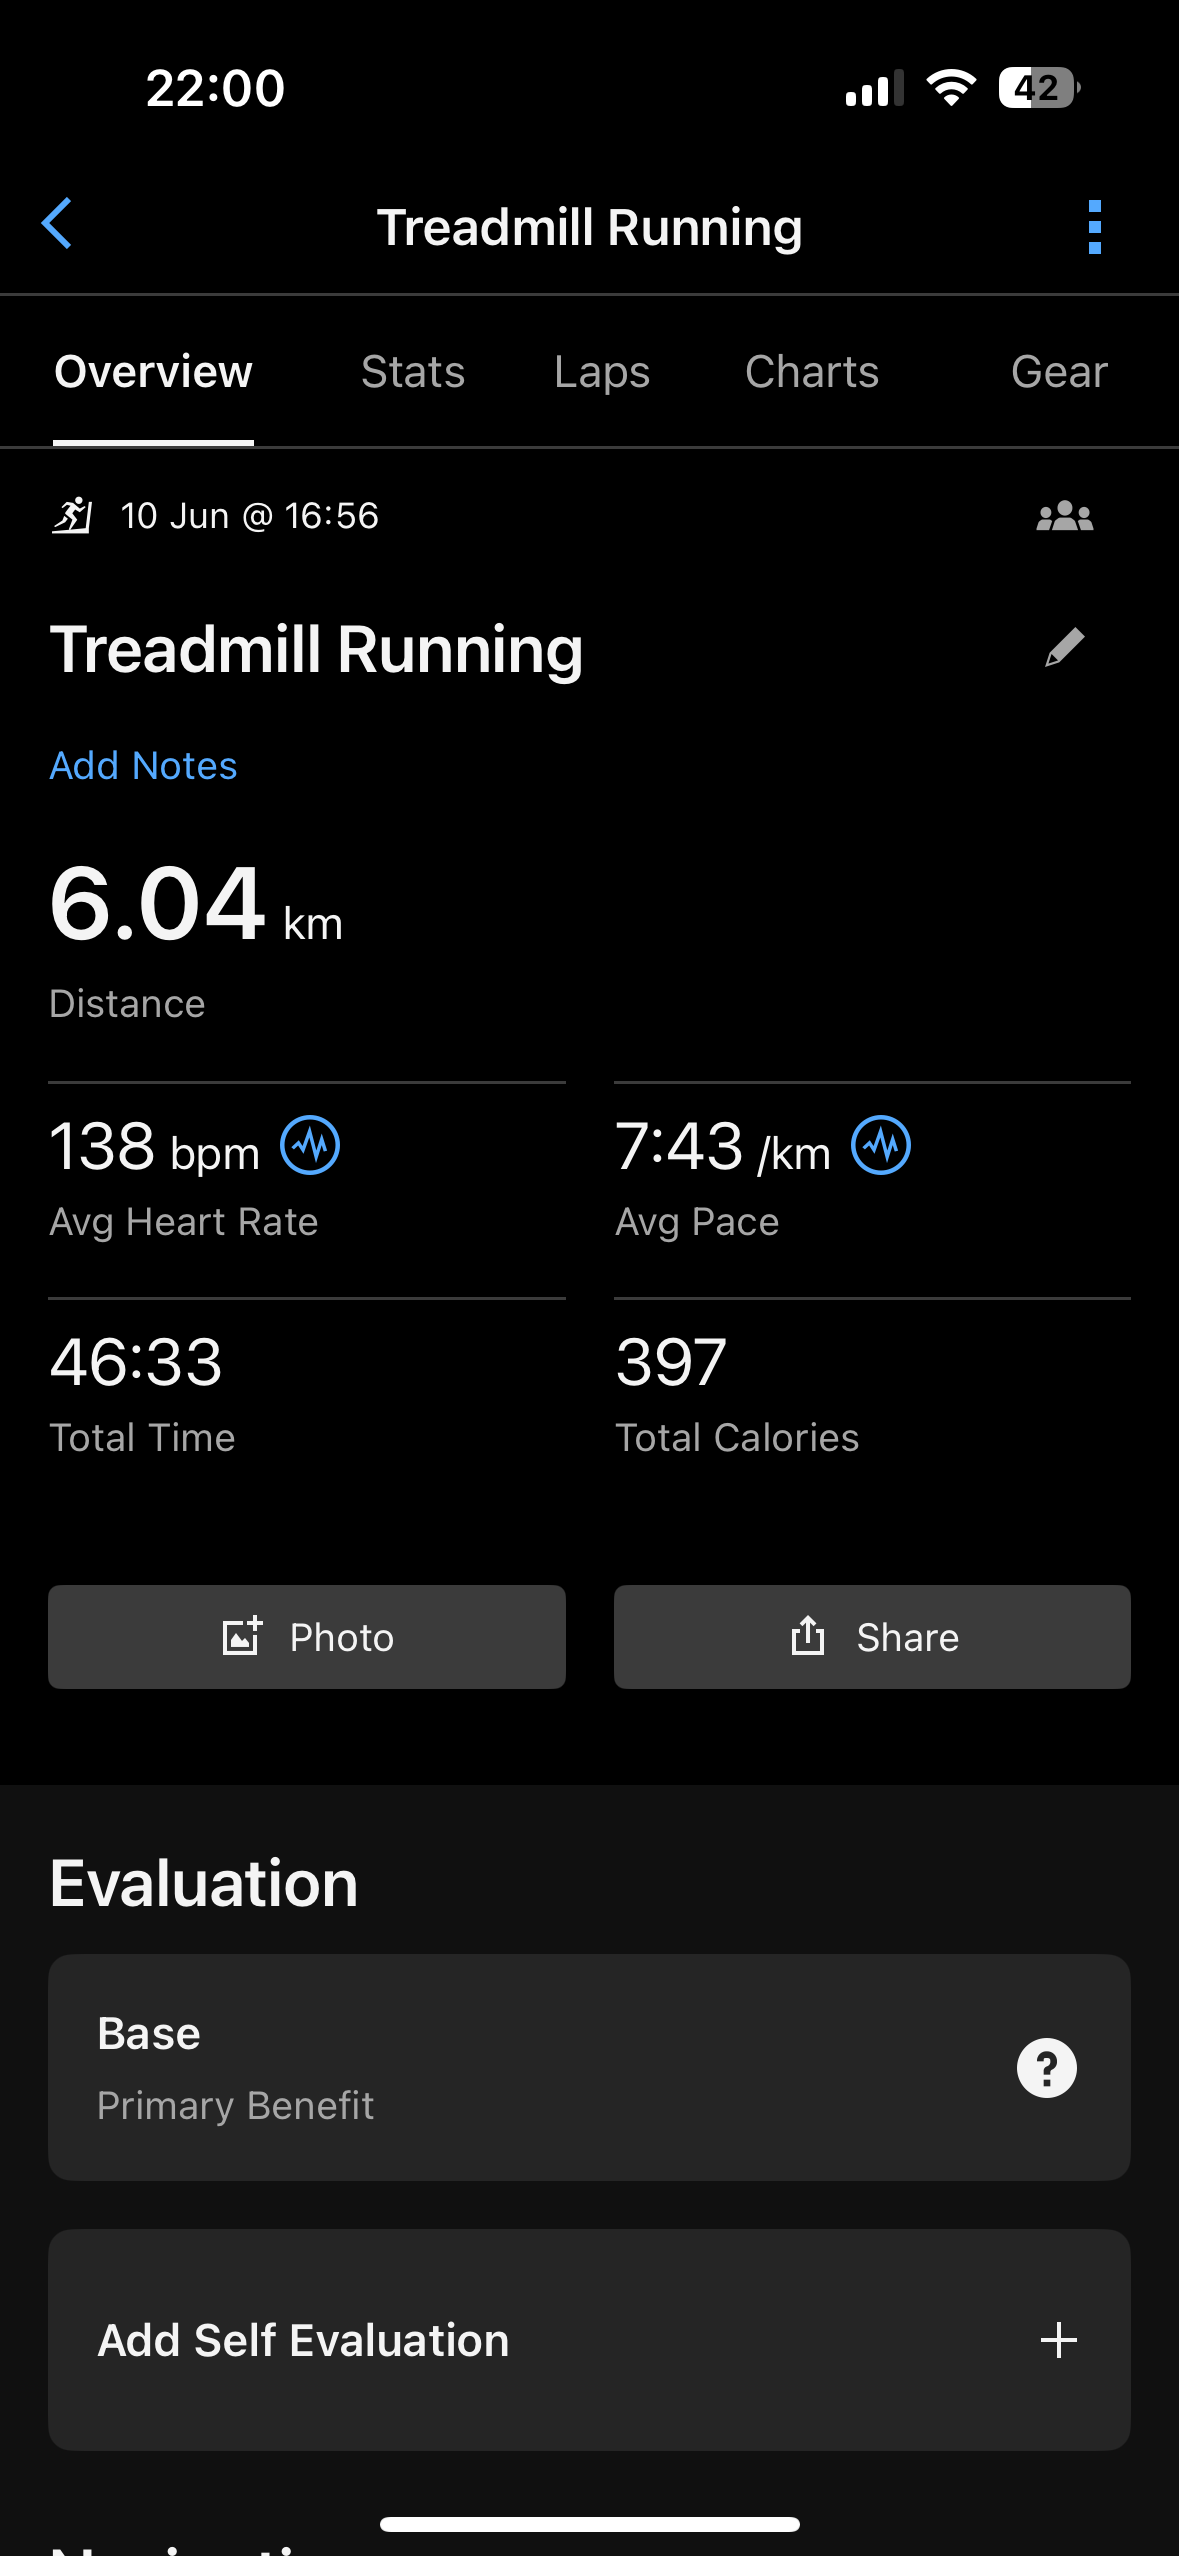 22:00
42
Treadmill Running
Overview Stats Laps Charts Gear
10 Jun @ 16:56
Treadmill Running
Add Notes
6.04 km
Distance
138 bpm 7:43 /km
Avg Heart Rate Avg Pace
46:33 397
Total Time Total Calories
Photo Share
Evaluation
Base
?
Primary Benefit
Add Self Evaluation